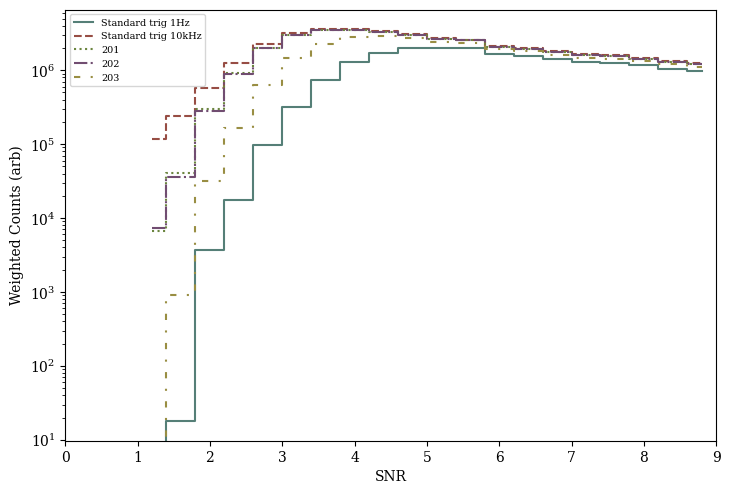 Standard trig 1Hz
Standard trig 10kHz
201
202
203
Weighted Counts (arb)
10^6
10^5
10^4
10^3
10^2
10^1
0 1 2 3 4 5 6 7 8 9
SNR